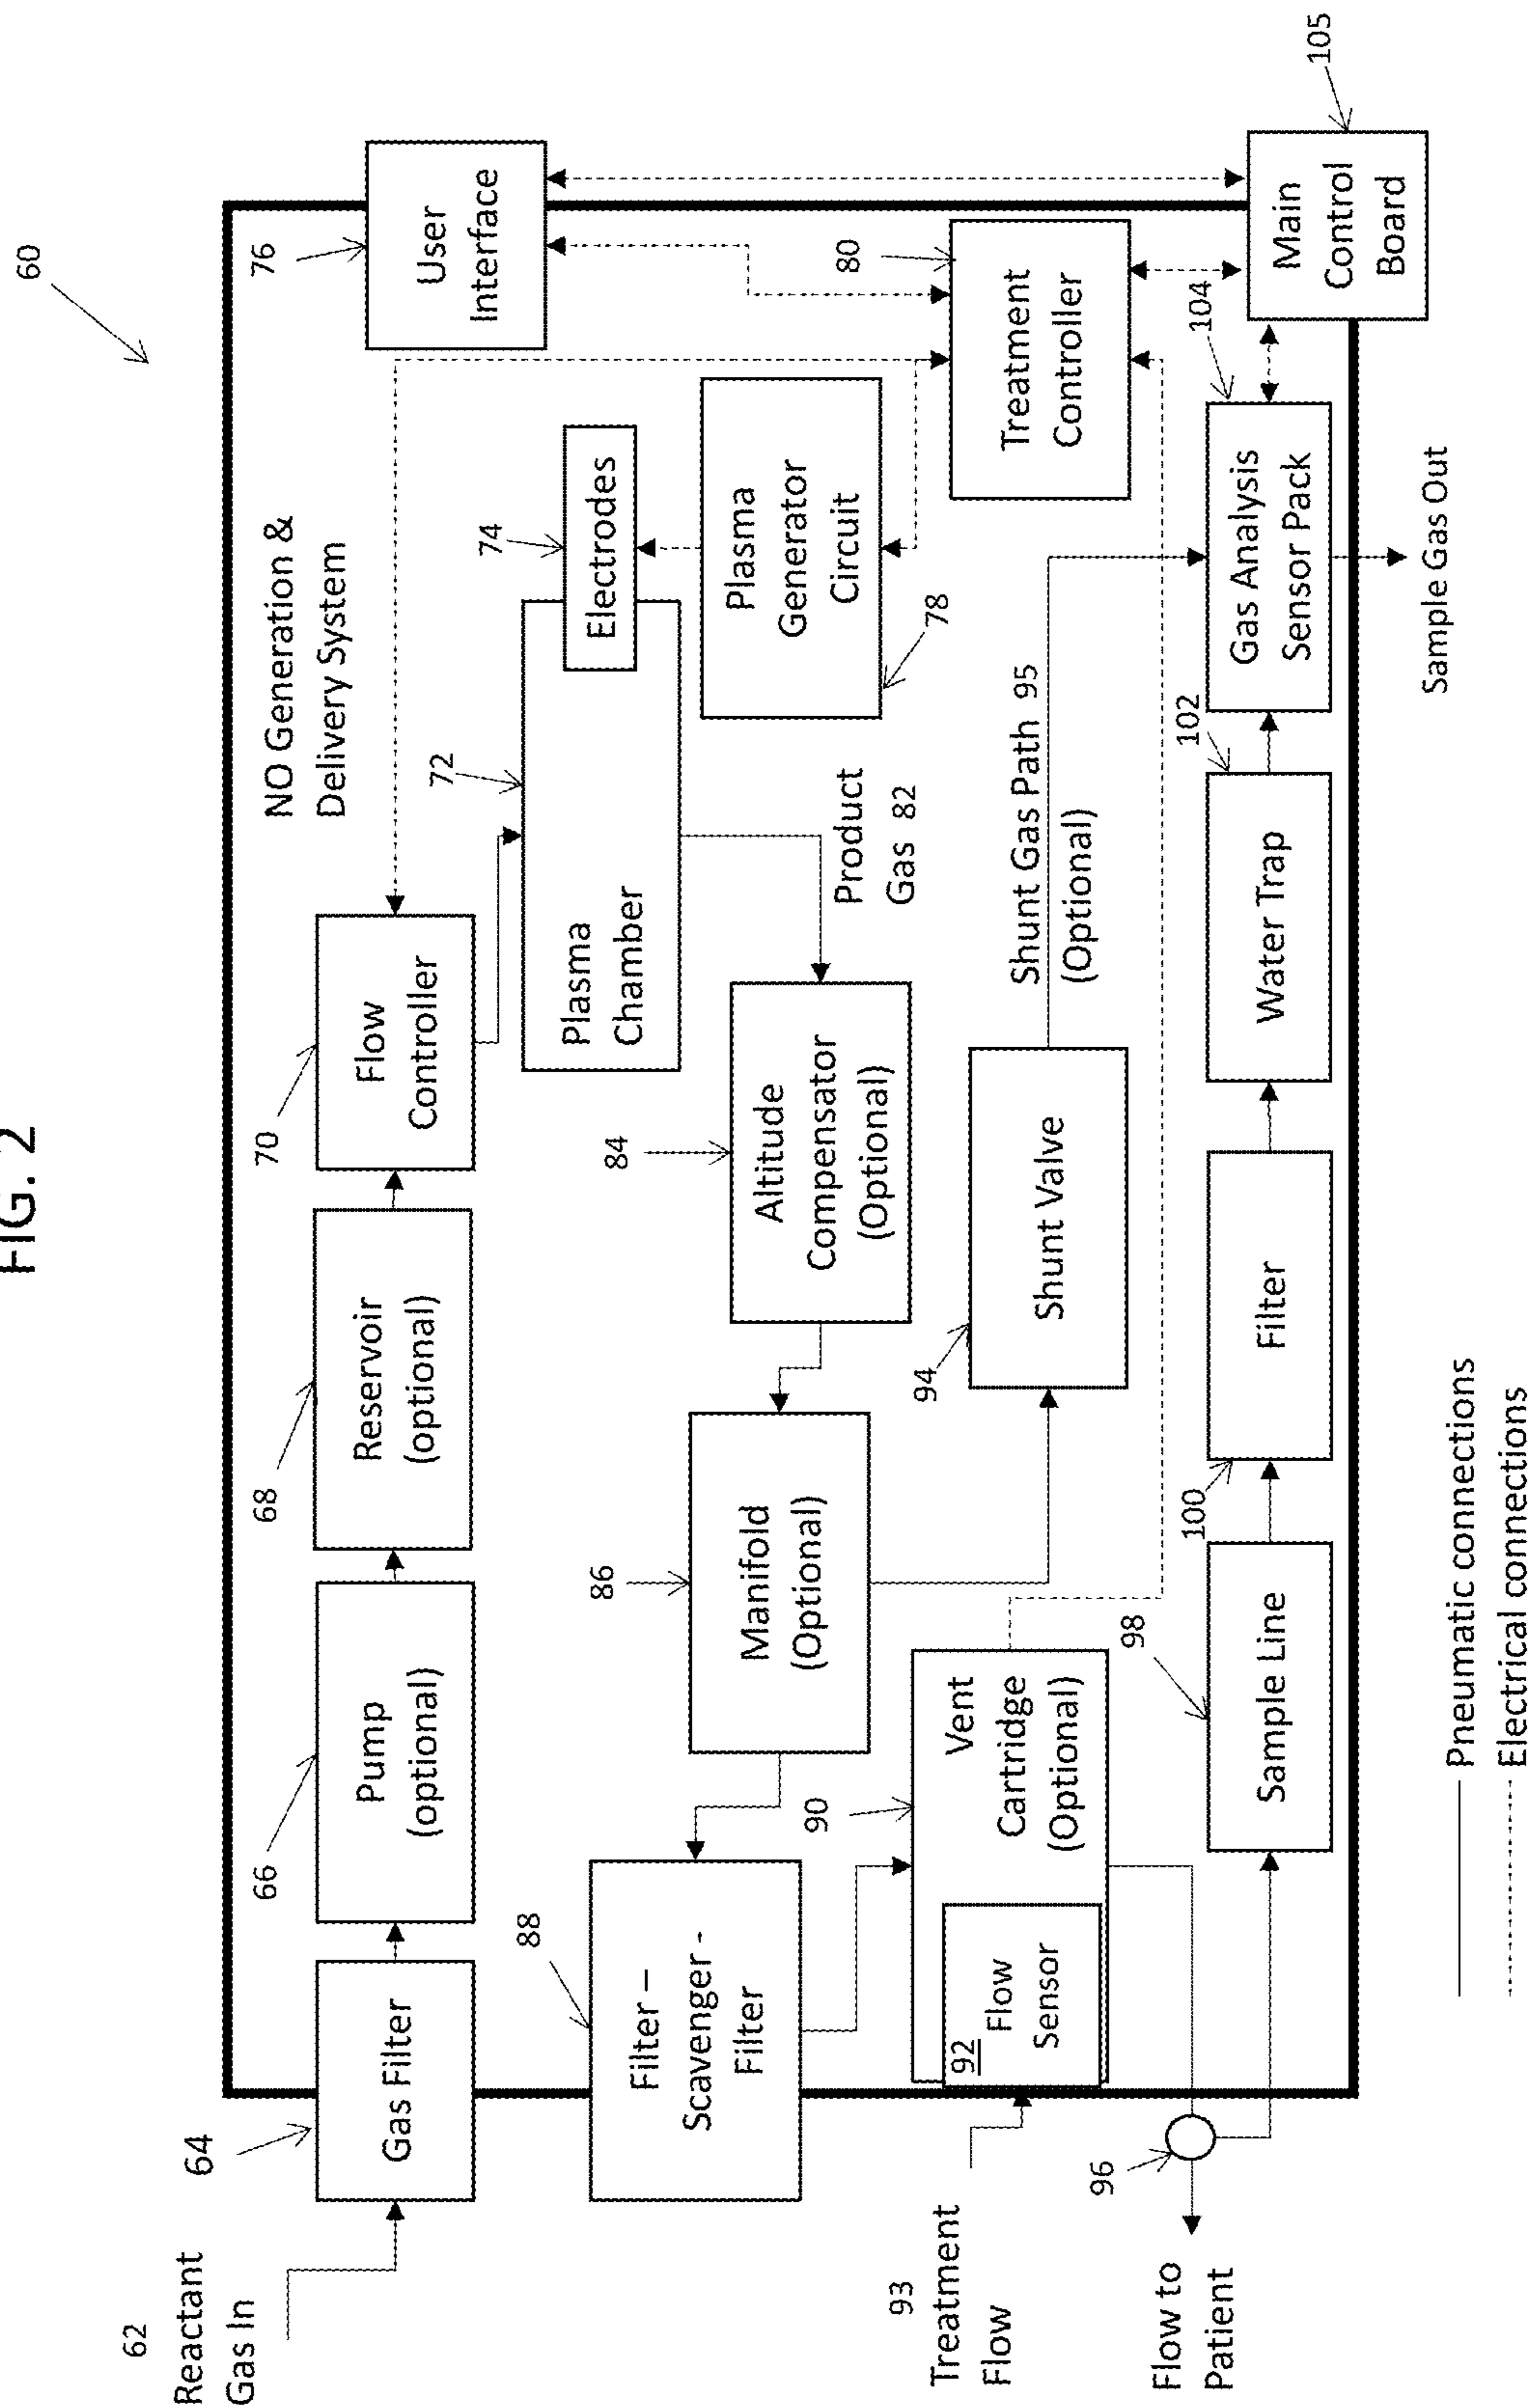 FIG. 2
60
NO Generation &
Delivery System
62
Reactant
Gas In
64
Gas Filter
66
Pump
(optional)
68
Reservoir
(optional)
70
Flow
Controller
76
User
Interface
72
Plasma
Chamber
74
Electrodes
78
Plasma
Generator
Circuit
80
Treatment
Controller
Product
Gas 82
84
Altitude
Compensator
(Optional)
86
Manifold
(Optional)
88
Filter –
Scavenger -
Filter
90
Vent
Cartridge
(Optional)
92
Flow
Sensor
93
Treatment
Flow
94
Shunt Valve
Shunt Gas Path 95
(Optional)
96
Flow to
Patient
98
Sample Line
100
Filter
102
Water Trap
104
Gas Analysis
Sensor Pack
105
Main
Control
Board
Sample Gas Out
Pneumatic connections
Electrical connections